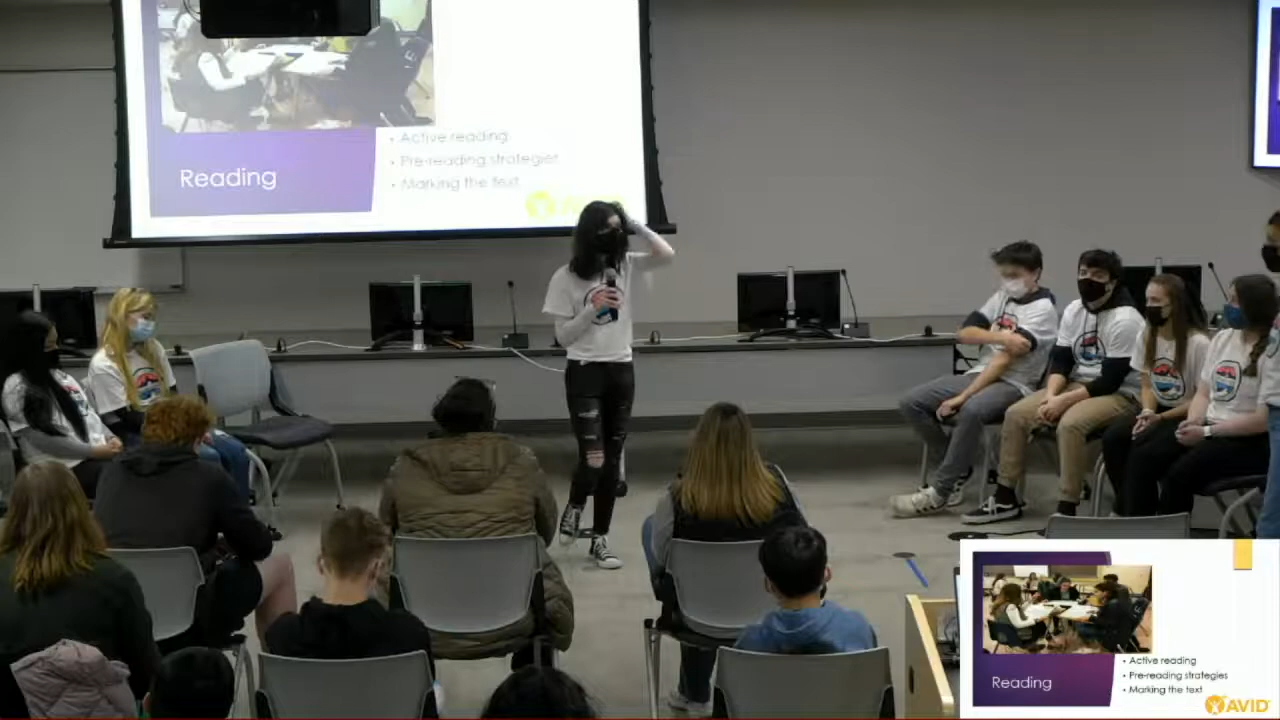 Reading
• Active reading
• Pre-reading strategies
• Marking the text
Reading
• Active reading
• Pre-reading strategies
• Marking the text
AVID